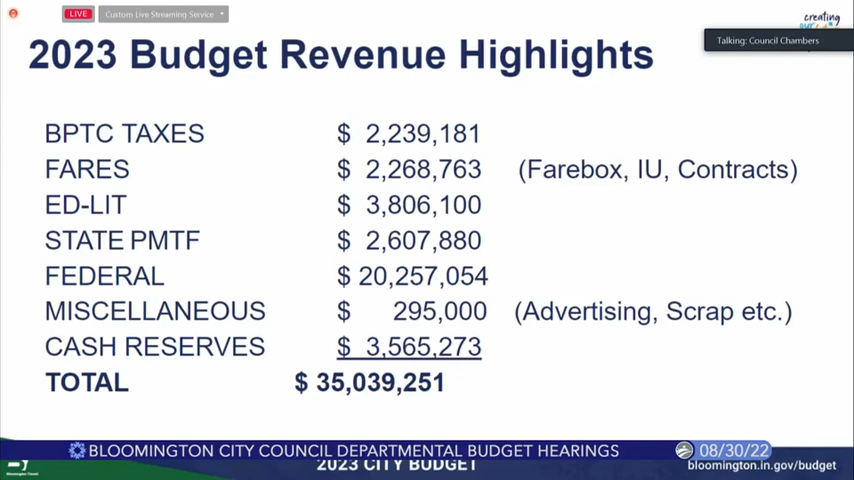 LIVE
Custom Live Streaming Service
creating
Talking: Council Chambers
2023 Budget Revenue Highlights
BPTC TAXES $ 2,239,181
FARES $ 2,268,763 (Farebox, IU, Contracts)
ED-LIT $ 3,806,100
STATE PMTF $ 2,607,880
FEDERAL $ 20,257,054
MISCELLANEOUS $ 295,000 (Advertising, Scrap etc.)
CASH RESERVES $ 3,565,273
TOTAL $ 35,039,251
BLOOMINGTON CITY COUNCIL DEPARTMENTAL BUDGET HEARINGS 08/30/22
2023 CITY BUDGET bloomington.in.gov/budget